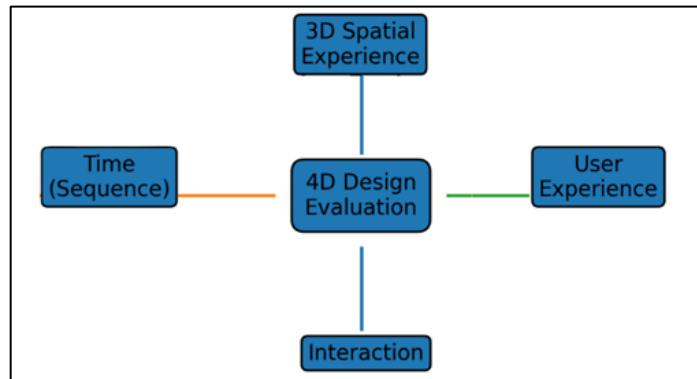 3D Spatial
Experience
Time
(Sequence)
4D Design
Evaluation
User
Experience
Interaction